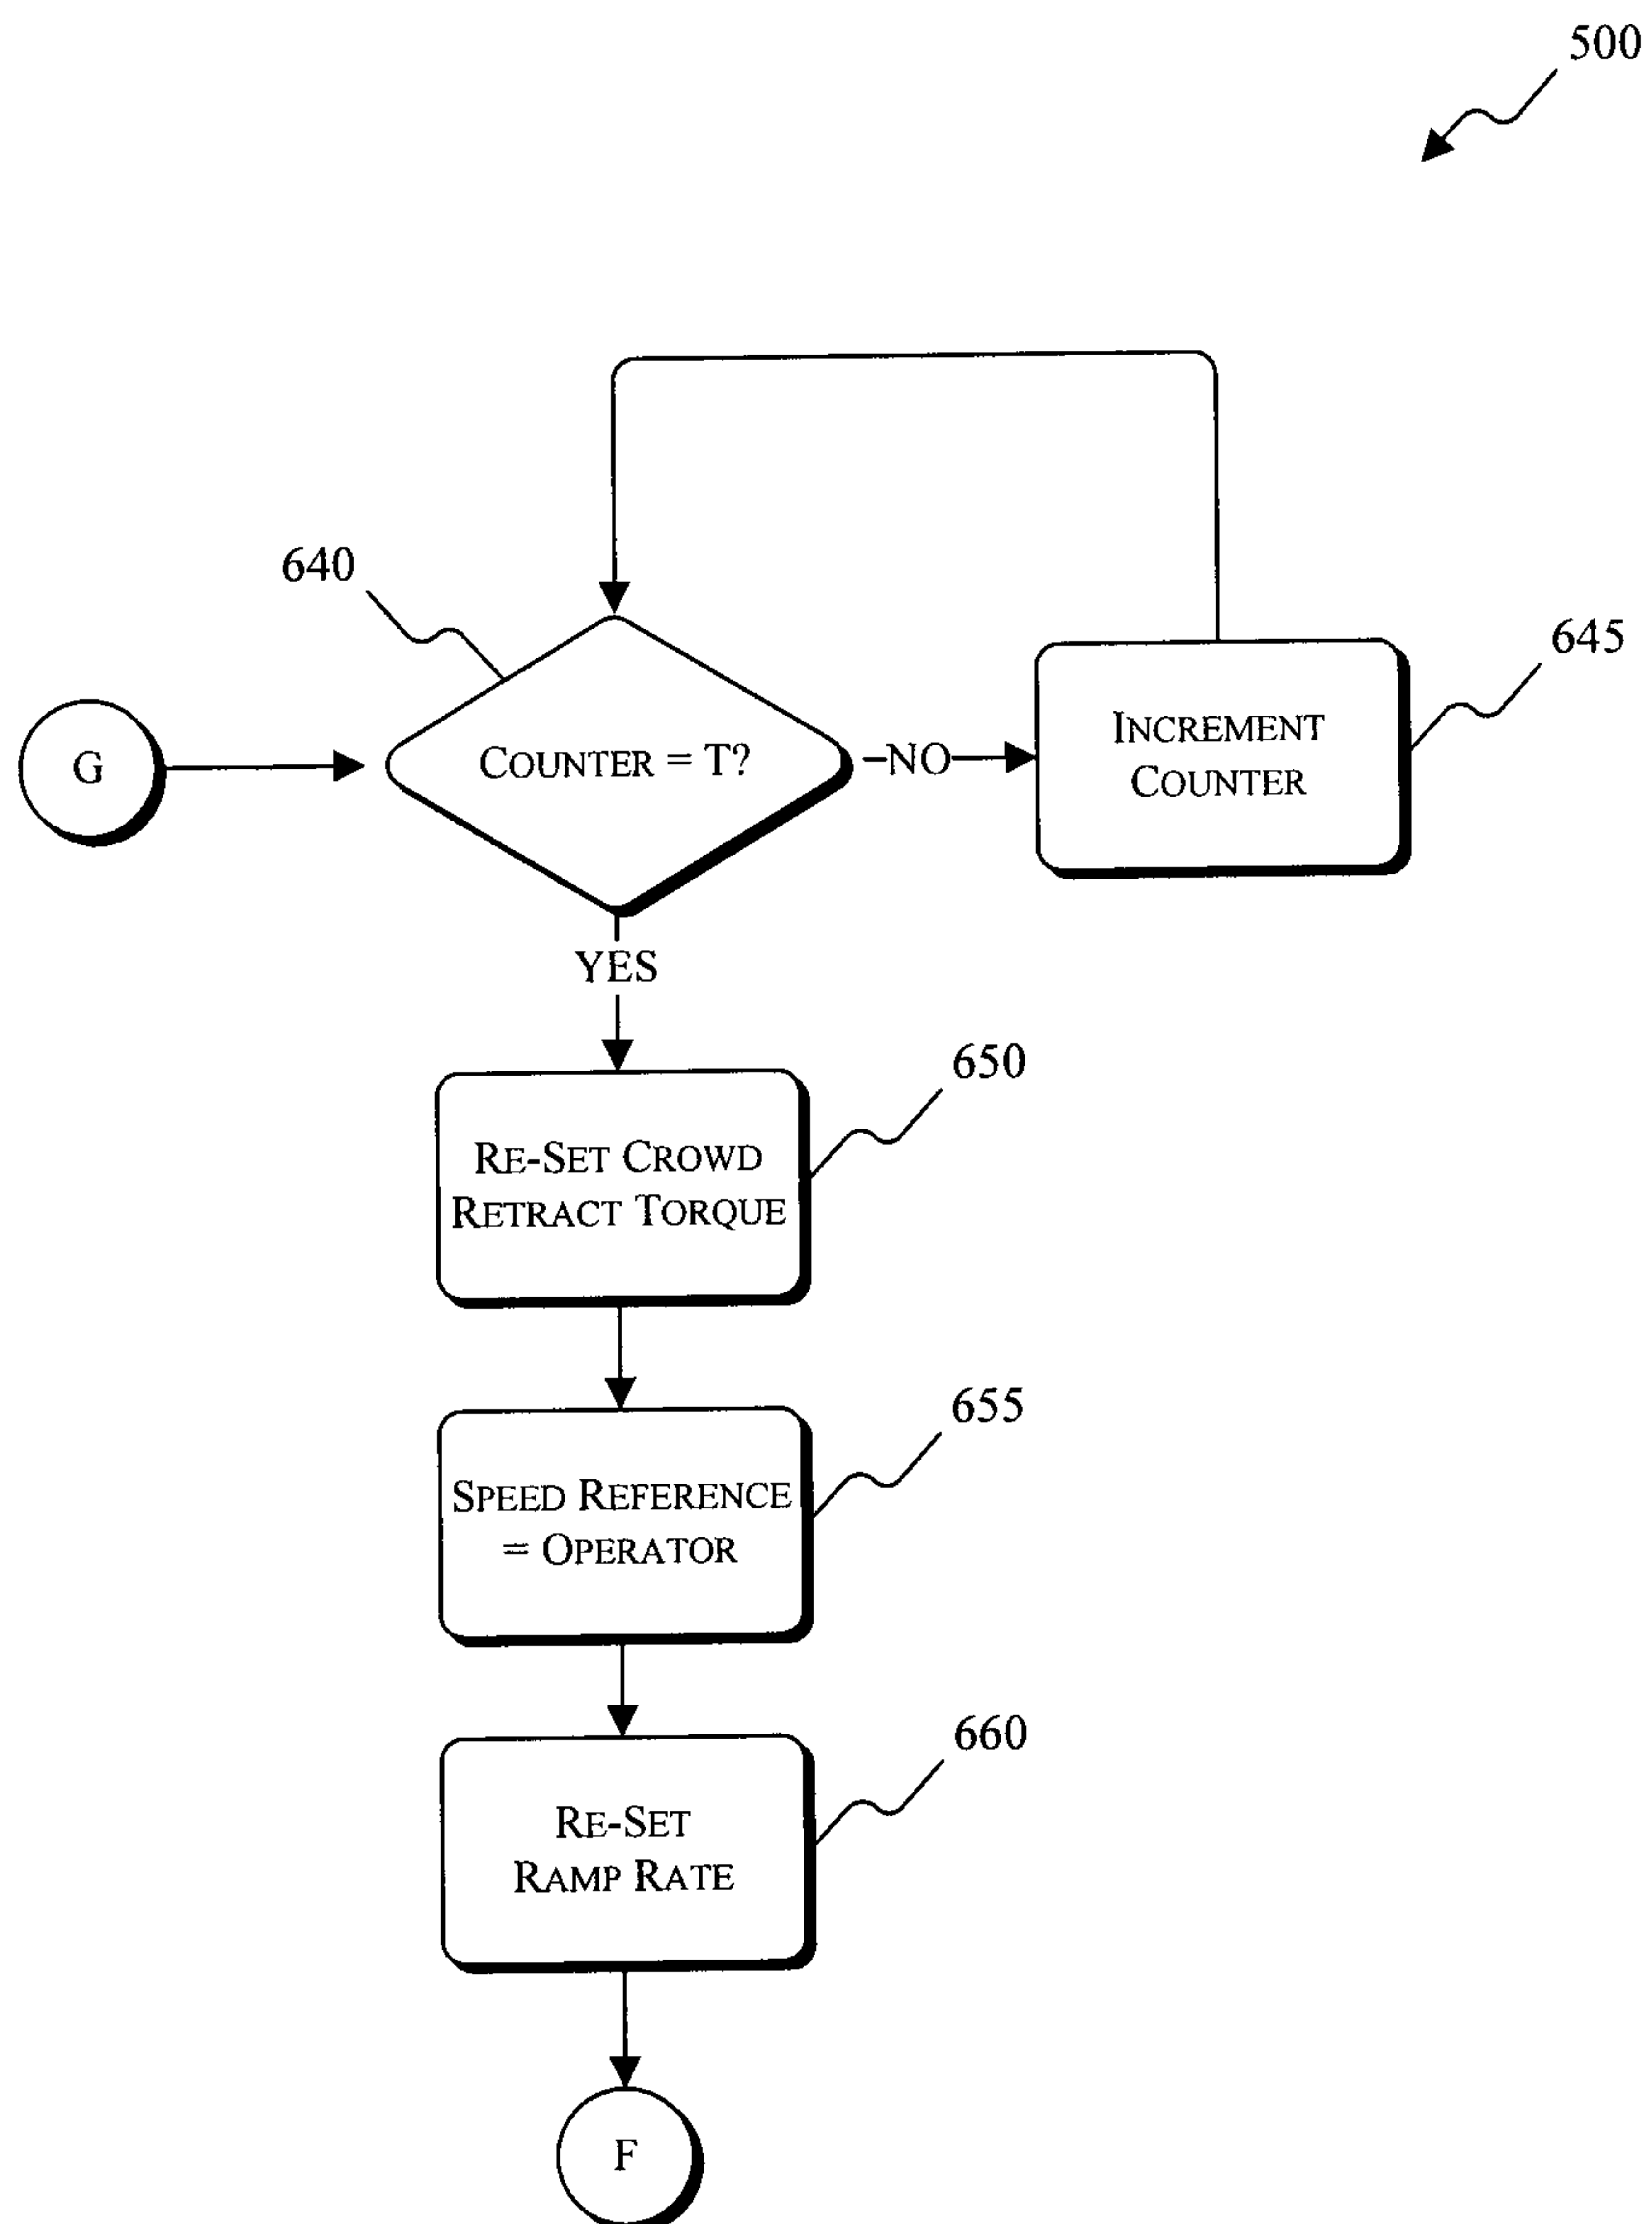 500
640
645
G
COUNTER = T?
–NO
INCREMENT
COUNTER
YES
650
RE-SET CROWD
RETRACT TORQUE
655
SPEED REFERENCE
= OPERATOR
660
RE-SET
RAMP RATE
F